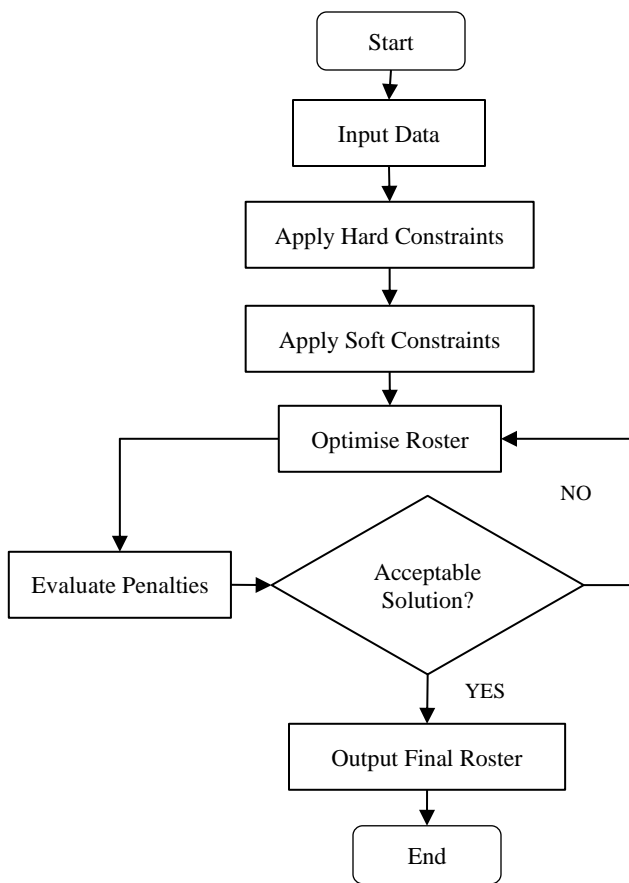 Start
Input Data
Apply Hard Constraints
Apply Soft Constraints
Optimise Roster
NO
Evaluate Penalties
Acceptable
Solution?
YES
Output Final Roster
End